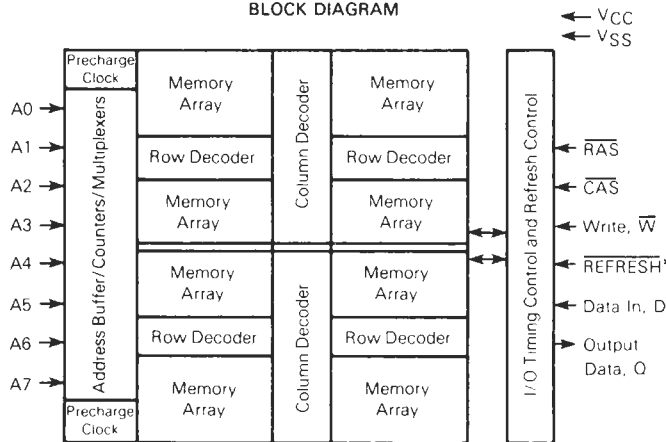 BLOCK DIAGRAM
VCC
VSS
Precharge
Clock
A0
A1
A2
A3
A4
A5
A6
A7
Address Buffer/Counters/Multiplexers
Precharge
Clock
Memory
Array
Row Decoder
Memory
Array
Memory
Array
Row Decoder
Memory
Array
Column Decoder
Column Decoder
Memory
Array
Row Decoder
Memory
Array
Memory
Array
Row Decoder
Memory
Array
I/O Timing Control and Refresh Control
RAS
CAS
Write, W
REFRESH*
Data In, D
Output
Data, Q